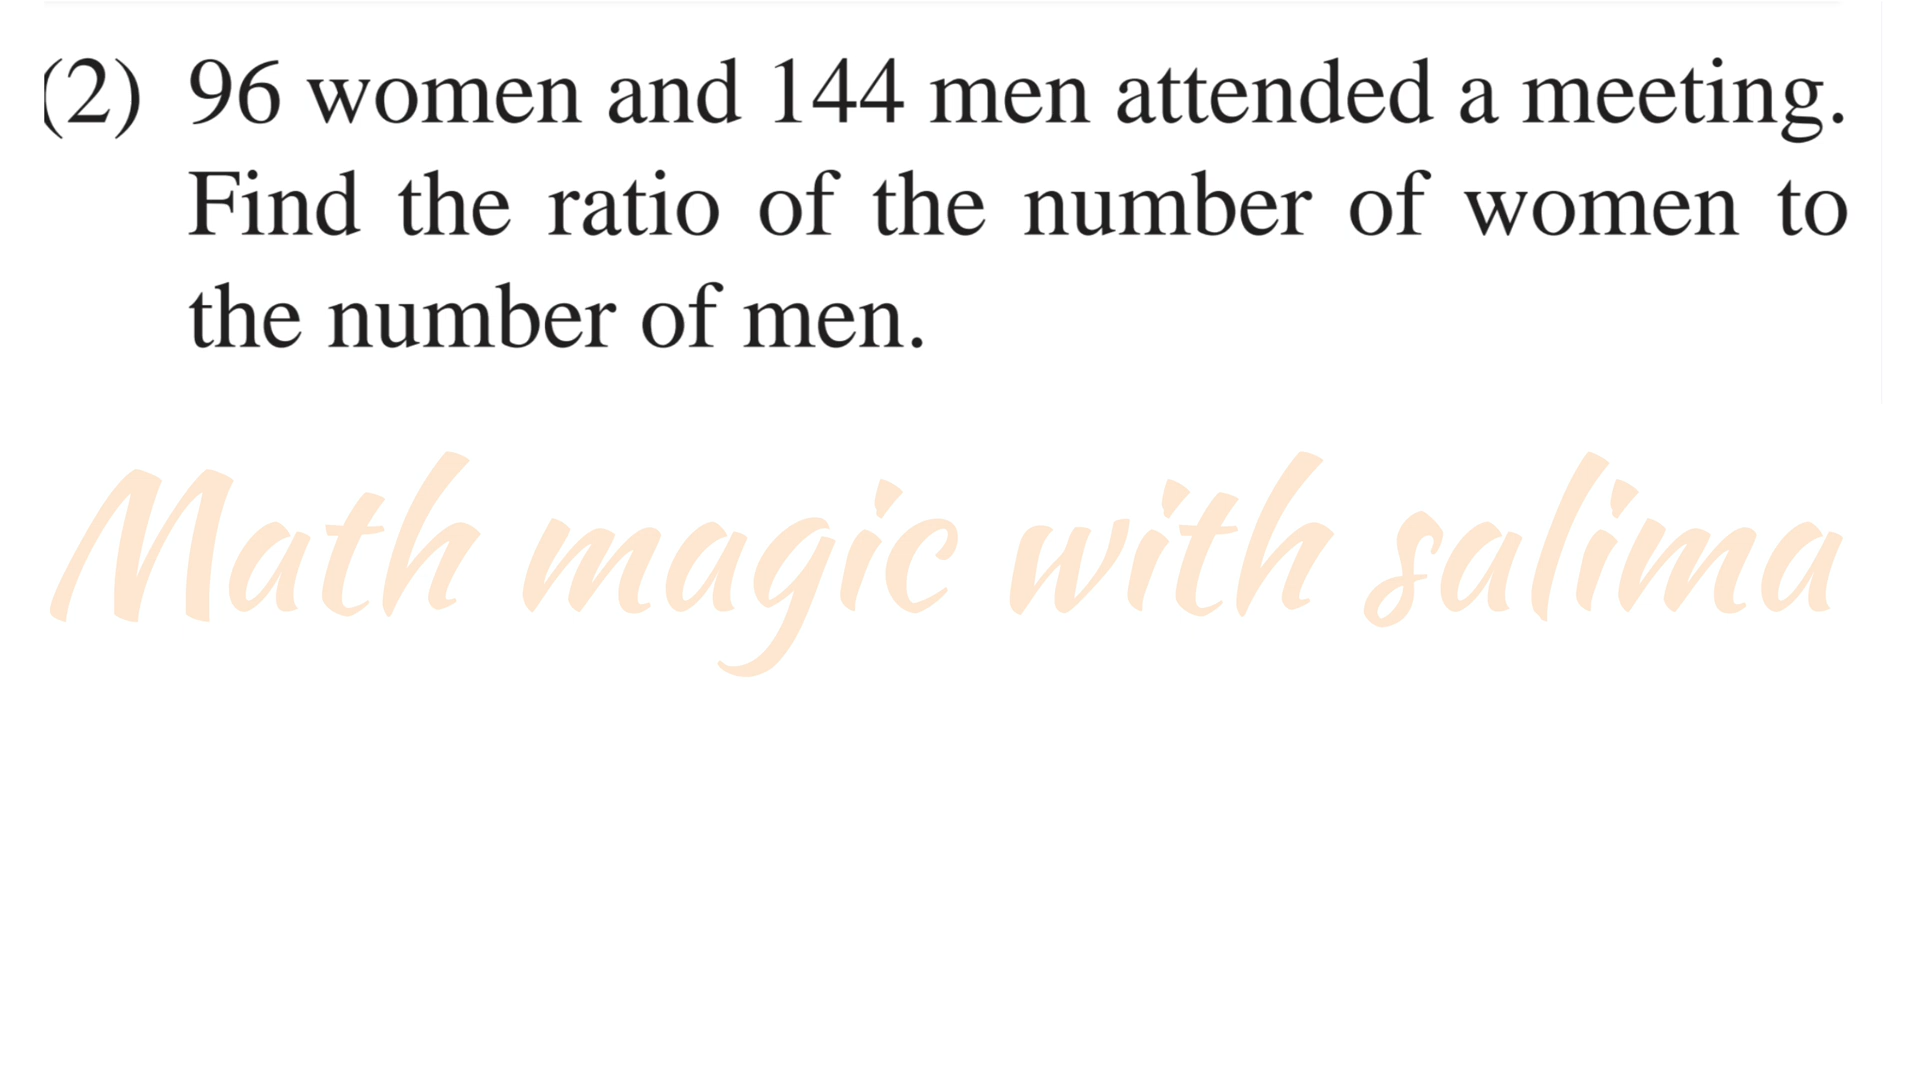 (2) 96 women and 144 men attended a meeting.
Find the ratio of the number of women to
the number of men.
Math magic with salima